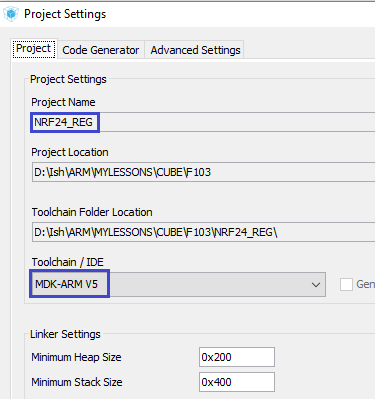 Project Settings
Project Code Generator Advanced Settings
Project Settings
Project Name
NRF24_REG
Project Location
D:\Ish\ARM\MYLESSONS\CUBE\F103
Toolchain Folder Location
D:\Ish\ARM\MYLESSONS\CUBE\F103\NRF24_REG\
Toolchain / IDE
MDK-ARM V5 Gen
Linker Settings
Minimum Heap Size 0x200
Minimum Stack Size 0x400